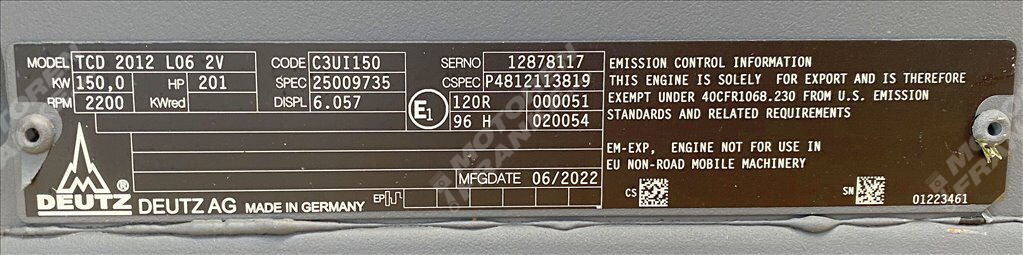 MODEL TCD 2012 L06 2V CODE C3UI150 SERNO 12878117
KW 150,0 HP 201 SPEC 25009735 CSPEC P4812113819
RPM 2200 KWred DISPL 6.057 E1 120R 000051
96 H 020054
MFGDATE 06/2022
EMISSION CONTROL INFORMATION
THIS ENGINE IS SOLELY FOR EXPORT AND IS THEREFORE
EXEMPT UNDER 40CFR1068.230 FROM U.S. EMISSION
STANDARDS AND RELATED REQUIREMENTS
EM-EXP, ENGINE NOT FOR USE IN
EU NON-ROAD MOBILE MACHINERY
CS SN
01223461
DEUTZ ® DEUTZ AG MADE IN GERMANY EP